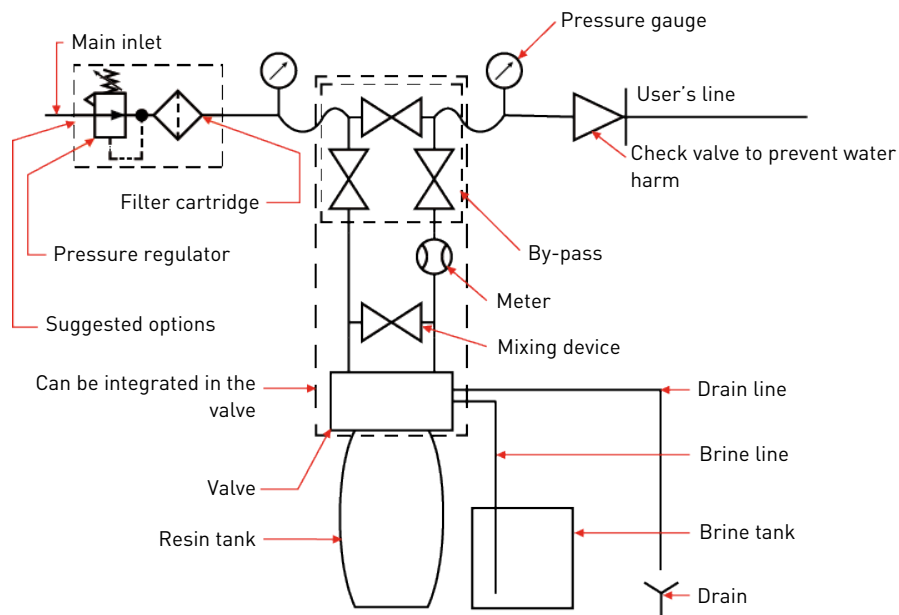 Pressure gauge
Main inlet
User's line
Check valve to prevent water
harm
Filter cartridge
Pressure regulator
By-pass
Meter
Suggested options
Mixing device
Can be integrated in the
valve
Drain line
Brine line
Valve
Resin tank
Brine tank
Drain